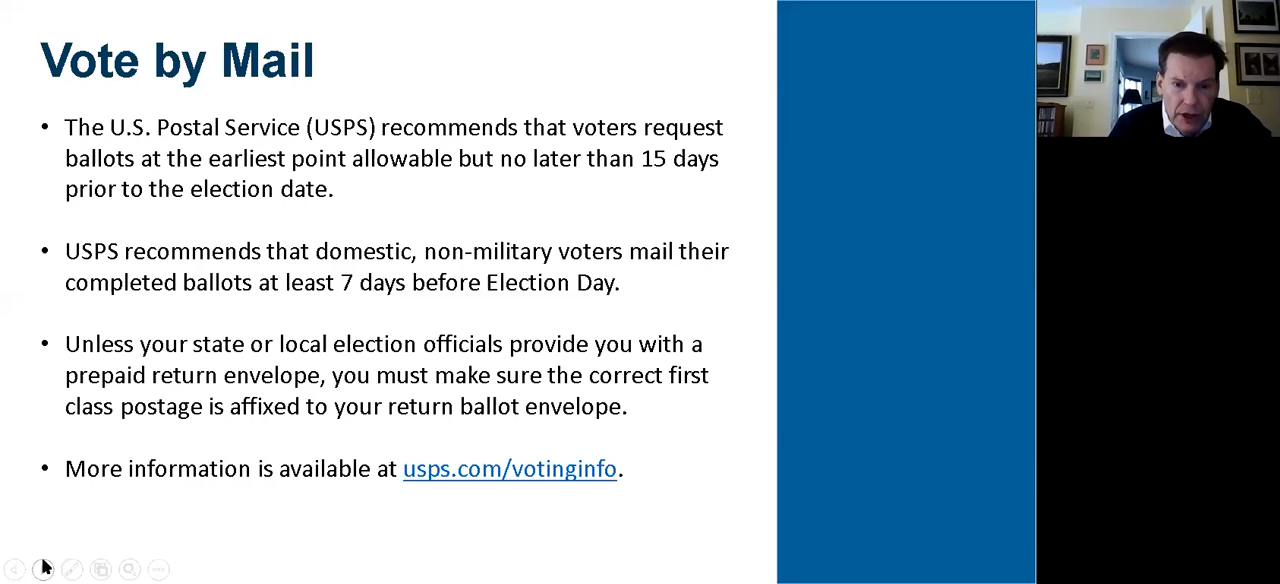 Vote by Mail
• The U.S. Postal Service (USPS) recommends that voters request
ballots at the earliest point allowable but no later than 15 days
prior to the election date.
• USPS recommends that domestic, non-military voters mail their
completed ballots at least 7 days before Election Day.
• Unless your state or local election officials provide you with a
prepaid return envelope, you must make sure the correct first
class postage is affixed to your return ballot envelope.
• More information is available at usps.com/votinginfo.